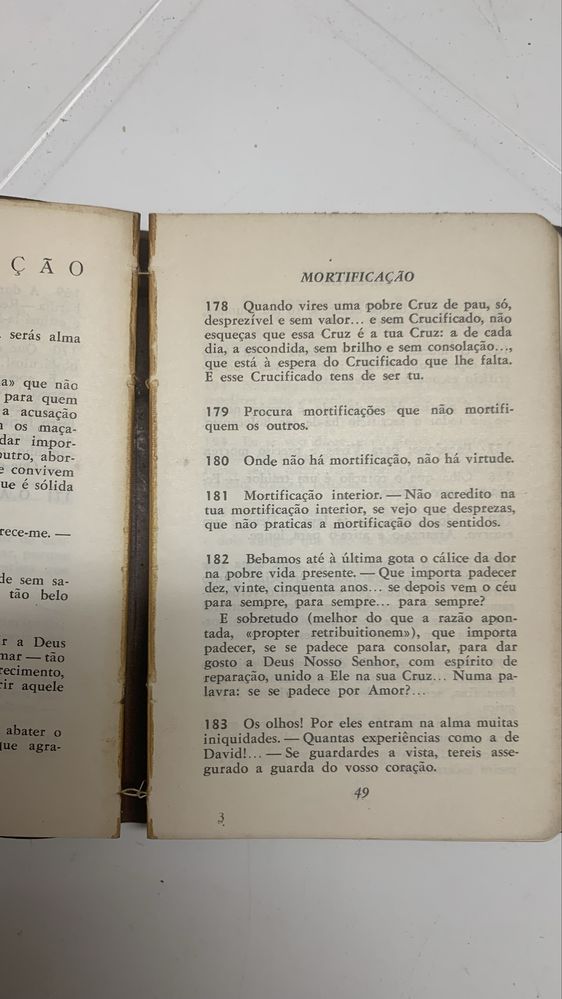 ÇÃO
serás alma
a» que não
para quem
a acusação
os maça-
dar impor-
outro, abor-
e convivem
ue é sólida
rece-me. —
de sem sa-
tão belo
r a Deus
mar — tão
recimento,
rir aquele
abater o
que agra-
MORTIFICAÇÃO
178 Quando vires uma pobre Cruz de pau, só,
desprezível e sem valor... e sem Crucificado, não
esqueças que essa Cruz é a tua Cruz: a de cada
dia, a escondida, sem brilho e sem consolação...,
que está à espera do Crucificado que lhe falta.
E esse Crucificado tens de ser tu.
179 Procura mortificações que não mortifi-
quem os outros.
180 Onde não há mortificação, não há virtude.
181 Mortificação interior. — Não acredito na
tua mortificação interior, se vejo que desprezas,
que não praticas a mortificação dos sentidos.
182 Bebamos até à última gota o cálice da dor
na pobre vida presente. — Que importa padecer
dez, vinte, cinquenta anos... se depois vem o céu
para sempre, para sempre... para sempre?
E sobretudo (melhor do que a razão apon-
tada, «propter retributionem»), que importa
padecer, se se padece para consolar, para dar
gosto a Deus Nosso Senhor, com espírito de
reparação, unido a Ele na sua Cruz... Numa pa-
lavra: se se padece por Amor?...
183 Os olhos! Por eles entram na alma muitas
iniquidades. — Quantas experiências como a de
David!... — Se guardardes a vista, tereis asse-
gurado a guarda do vosso coração.
49
3